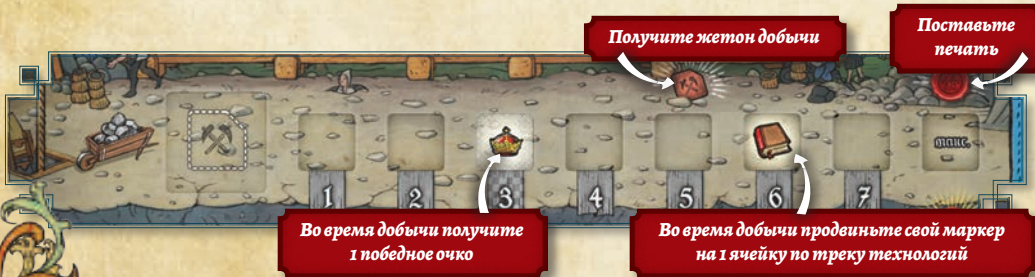 Получите жетон добычи
Поставьте
печать
макс.
1 2 3 4 5 6 7
Во время добычи получите
1 победное очко
Во время добычи продвиньте свой маркер
на 1 ячейку по треку технологий